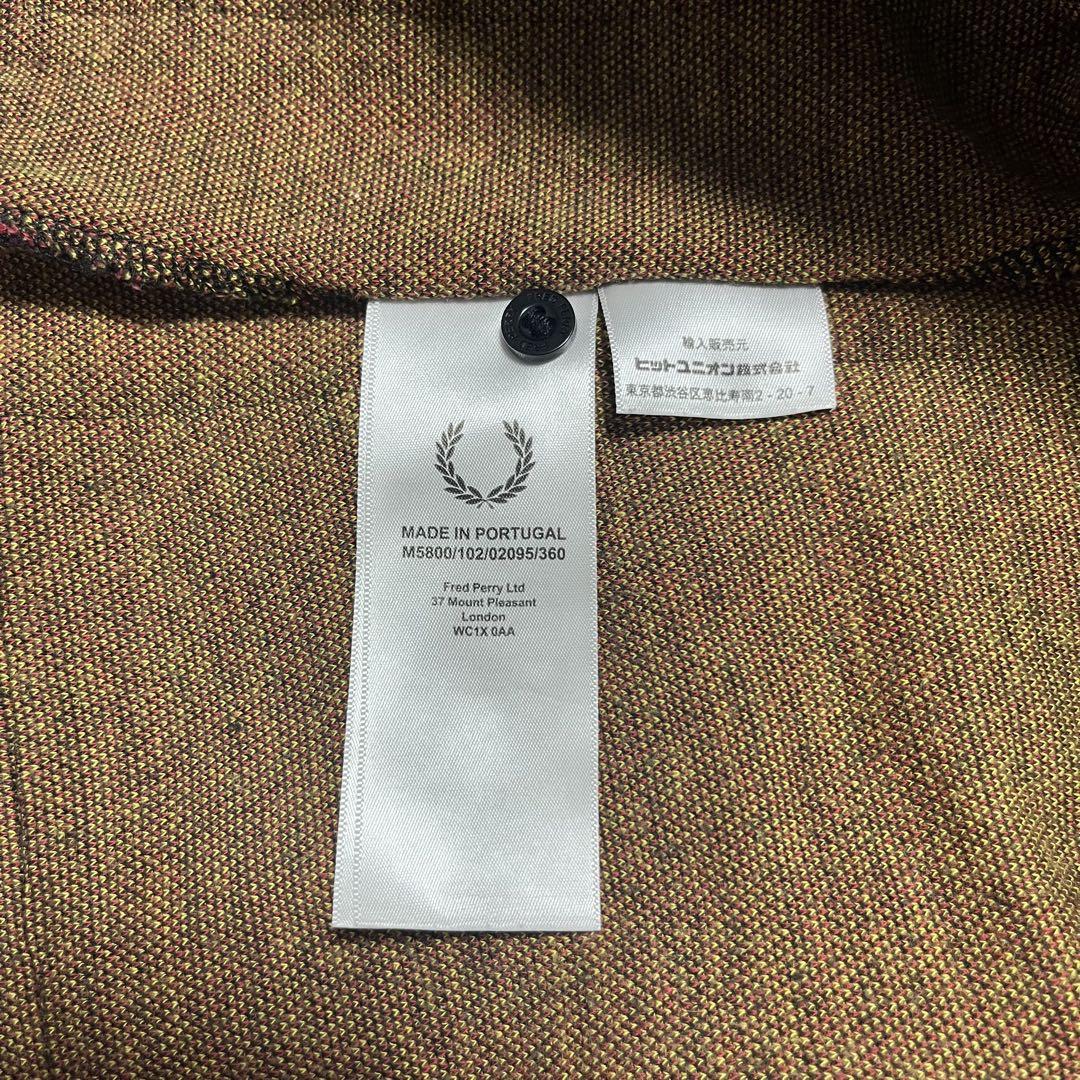 MADE IN PORTUGAL
M5800/102/02095/360
Fred Perry Ltd
37 Mount Pleasant
London
WC1X 0AA
輸入販売元
ヒットユニオン株式会社
東京都渋谷区恵比寿南2-20-7